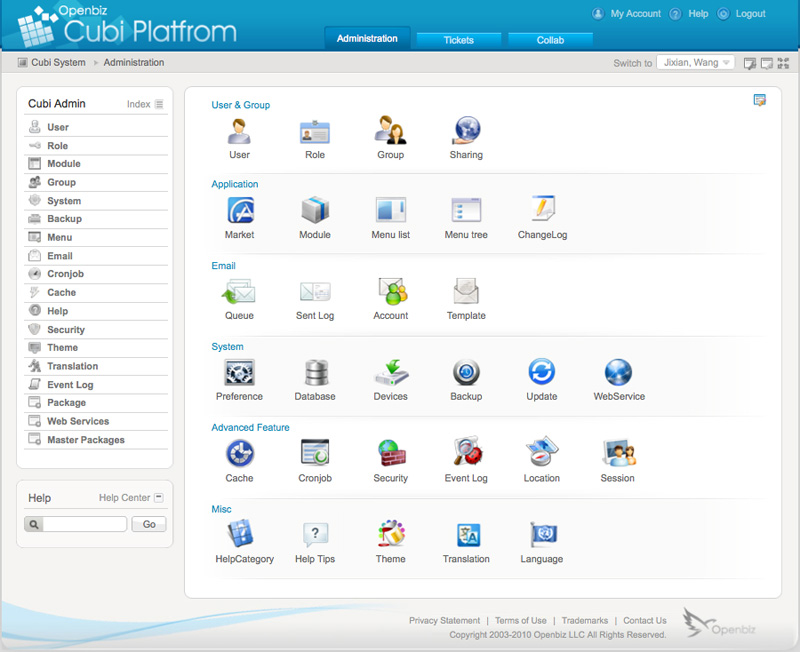 Openbiz
Cubi Platfrom
My Account Help Logout
Administration Tickets Collab
Cubi System Administration
Switch to Jixian, Wang
Cubi Admin Index
User
Role
Module
Group
System
Backup
Menu
Email
Cronjob
Cache
Help
Security
Theme
Translation
Event Log
Package
Web Services
Master Packages
Help Help Center
Go
User & Group
User Role Group Sharing
Application
Market Module Menu list Menu tree ChangeLog
Email
Queue Sent Log Account Template
System
Preference Database Devices Backup Update WebService
Advanced Feature
Cache Cronjob Security Event Log Location Session
Misc
HelpCategory Help Tips Theme Translation Language
Privacy Statement | Terms of Use | Trademarks | Contact Us
Copyright 2003-2010 Openbiz LLC All Rights Reserved.
Openbiz